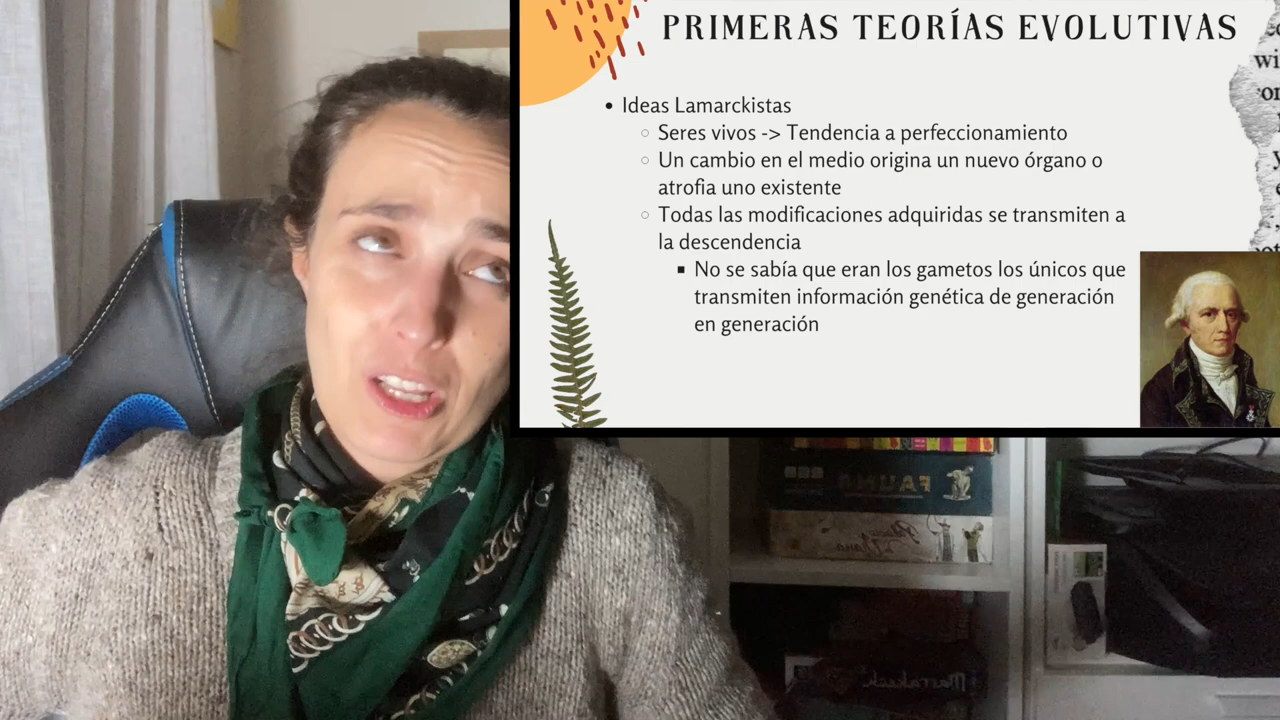 PRIMERAS TEORÍAS EVOLUTIVAS
Ideas Lamarckistas
Seres vivos -> Tendencia a perfeccionamiento
Un cambio en el medio origina un nuevo órgano o
atrofia uno existente
Todas las modificaciones adquiridas se transmiten a
la descendencia
No se sabía que eran los gametos los únicos que
transmiten información genética de generación
en generación
FAUNA
Marrakech